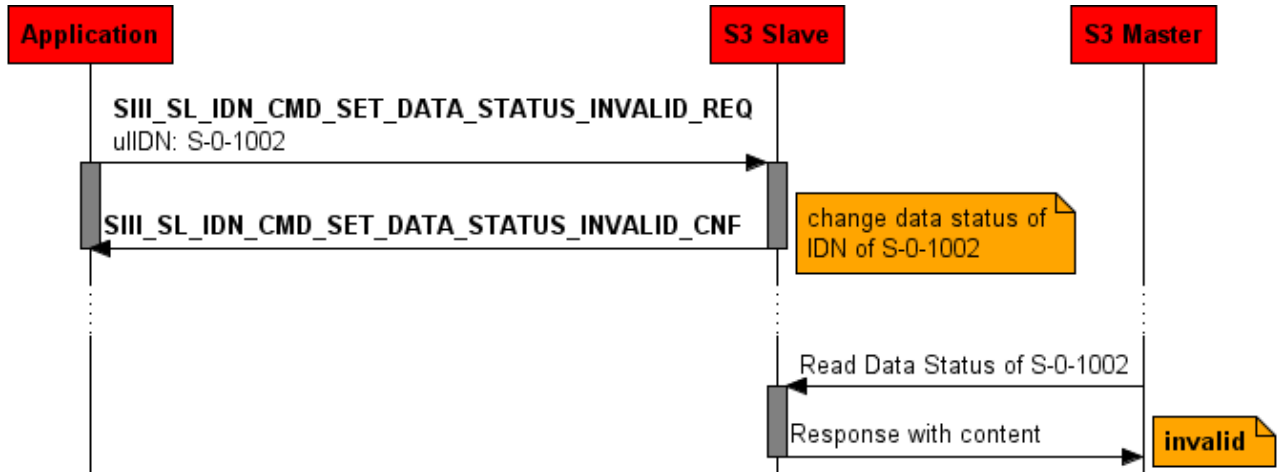 Application
S3 Slave
S3 Master
SIII_SL_IDN_CMD_SET_DATA_STATUS_INVALID_REQ
ulIDN: S-0-1002
SIII_SL_IDN_CMD_SET_DATA_STATUS_INVALID_CNF
change data status of
IDN of S-0-1002
Read Data Status of S-0-1002
Response with content
invalid